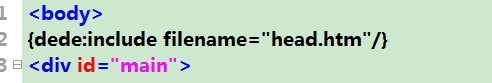 1 <body>
2 {dede:include filename="head.htm"/}
3 <div id="main">